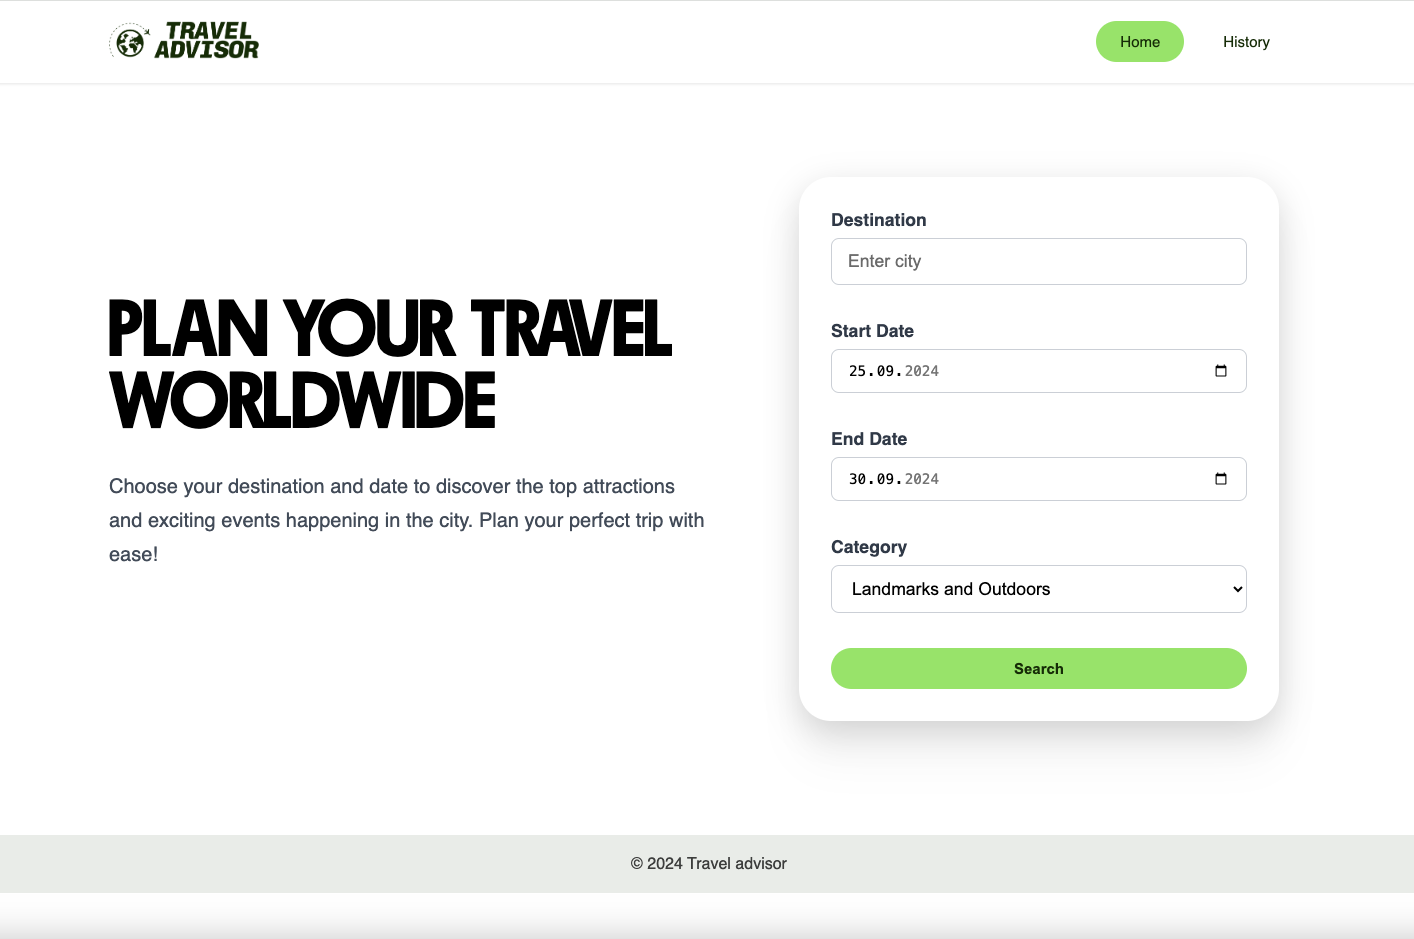 TRAVEL
ADVISOR
Home
History
PLAN YOUR TRAVEL
WORLDWIDE
Choose your destination and date to discover the top attractions
and exciting events happening in the city. Plan your perfect trip with
ease!
Destination
Enter city
Start Date
25.09.2024
End Date
30.09.2024
Category
Landmarks and Outdoors
Search
© 2024 Travel advisor